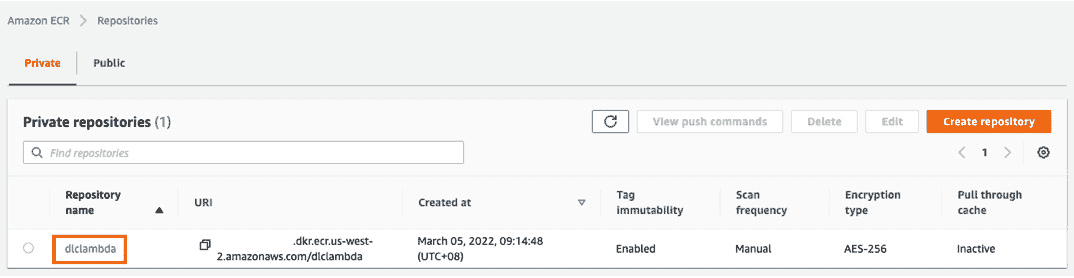 Amazon ECR > Repositories
Private
Public
Private repositories (1)
View push commands
Delete
Edit
Create repository
Find repositories
1
Repository name
URI
Created at
Tag immutability
Scan frequency
Encryption type
Pull through cache
dlclambda
.dkr.ecr.us-west-
2.amazonaws.com/dlclambda
March 05, 2022, 09:14:48
(UTC+08)
Enabled
Manual
AES-256
Inactive